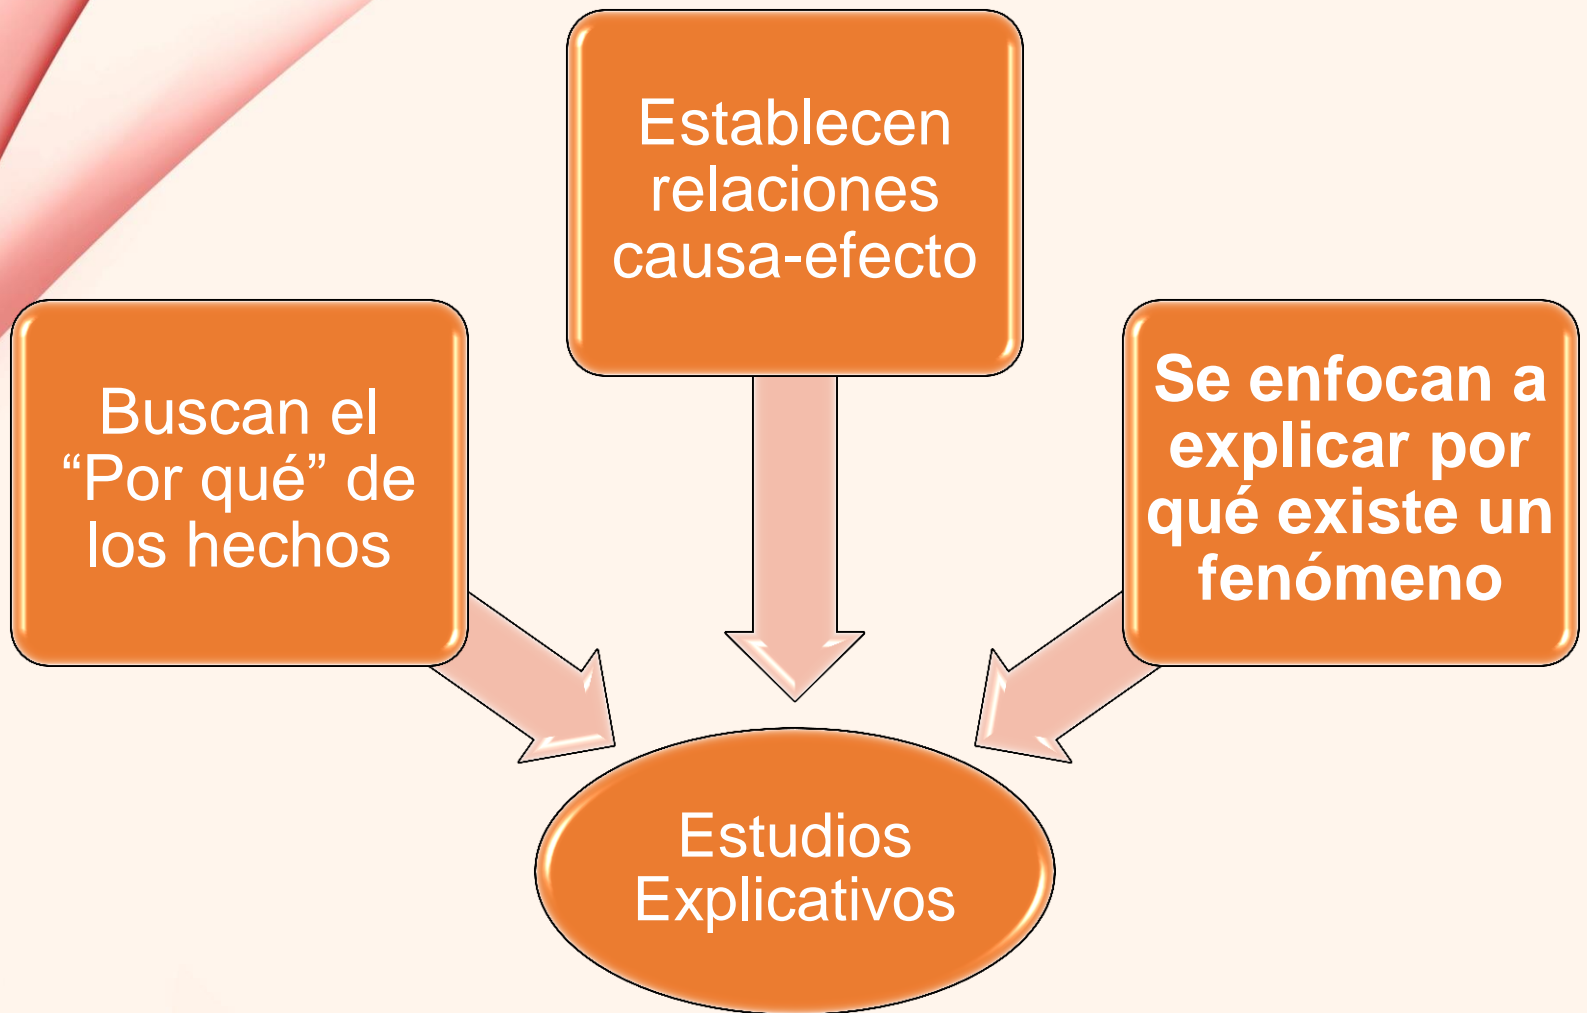 Establecen
relaciones
causa-efecto
Buscan el
“Por qué” de
los hechos
Se enfocan a
explicar por
qué existe un
fenómeno
Estudios
Explicativos